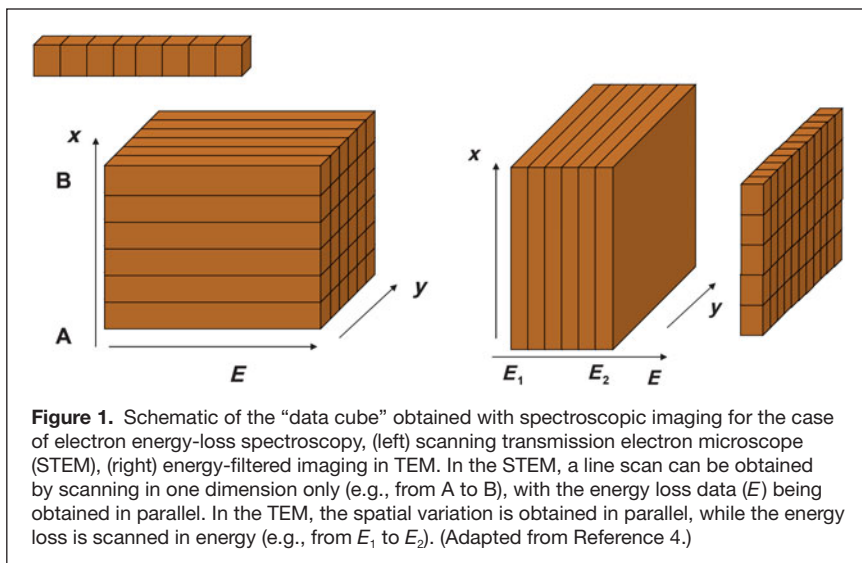 x
B
A
E
y
x
E₁ E₂ E
y
Figure 1. Schematic of the “data cube” obtained with spectroscopic imaging for the case
of electron energy-loss spectroscopy, (left) scanning transmission electron microscope
(STEM), (right) energy-filtered imaging in TEM. In the STEM, a line scan can be obtained
by scanning in one dimension only (e.g., from A to B), with the energy loss data (E) being
obtained in parallel. In the TEM, the spatial variation is obtained in parallel, while the energy
loss is scanned in energy (e.g., from E₁ to E₂). (Adapted from Reference 4.)